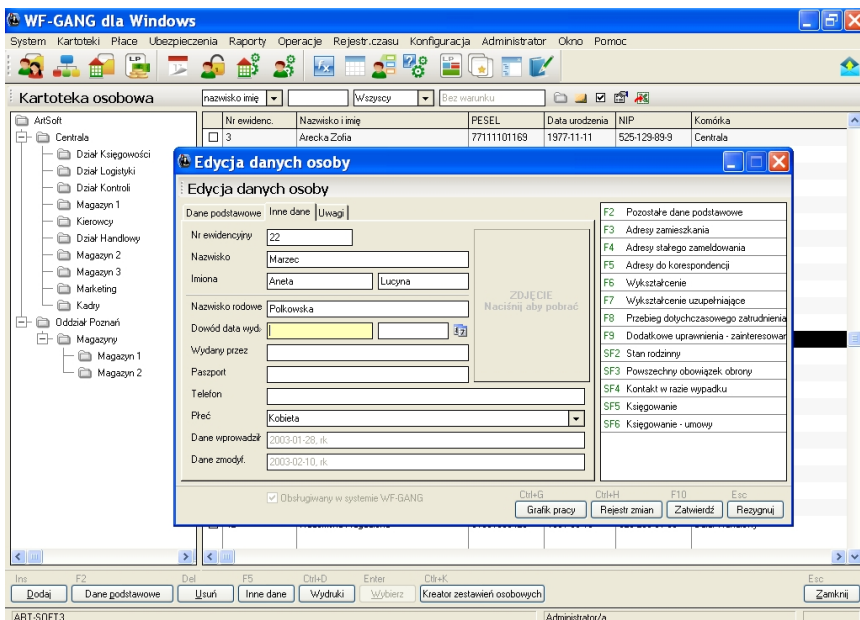 WF-GANG dla Windows
System Kartoteki Płace Ubezpieczenia Raporty Operacje Rejestr.czasu Konfiguracja Administrator Okno Pomoc
Kartoteka osobowa nazwisko imię Wszyscy Bez warunku
ArtSoft
Centrala
Dział Księgowości
Dział Logistyki
Dział Kontroli
Magazyn 1
Kierowcy
Dział Handlowy
Magazyn 2
Magazyn 3
Marketing
Kadry
Oddział Poznań
Magazyny
Magazyn 1
Magazyn 2
Nr ewidenc. Nazwisko i imię PESEL Data urodzenia NIP Komórka
3 Arecka Zofia 77111101169 1977-11-11 525-129-89-9 Centrala
Edycja danych osoby
Edycja danych osoby
Dane podstawowe Inne dane Uwagi
Nr ewidencyjny 22
Nazwisko Marzec
Imiona Aneta Lucyna
Nazwisko rodowe Polkowska
Dowód data wyd
Wydany przez
Paszport
Telefon
Płeć Kobieta
Dane wprowadził 2003-01-28, rk
Dane zmodyf. 2003-02-10, rk
ZDJĘCIE
Naciśnij aby pobrać
F2 Pozostałe dane podstawowe
F3 Adresy zamieszkania
F4 Adresy stałego zameldowania
F5 Adresy do korespondencji
F6 Wykształcenie
F7 Wykształcenie uzupełniające
F8 Przebieg dotychczasowego zatrudnienia
F9 Dodatkowe uprawnienia - zainteresowar
SF2 Stan rodzinny
SF3 Powszechny obowiązek obrony
SF4 Kontakt w razie wypadku
SF5 Księgowanie
SF6 Księgowanie - umowy
Obsługiwany w systemie WF-GANG
Ctrl+G Ctrl+H F10 Esc
Grafik pracy Rejestr zmian Zatwierdź Rezygnuj
Ins F2 Del F5 Ctrl+D Enter Ctrl+K Esc
Dodaj Dane podstawowe Usuń Inne dane Wydruki Wybierz Kreator zestawień osobowych Zamknij
ART-SOFT3 Administrator/a